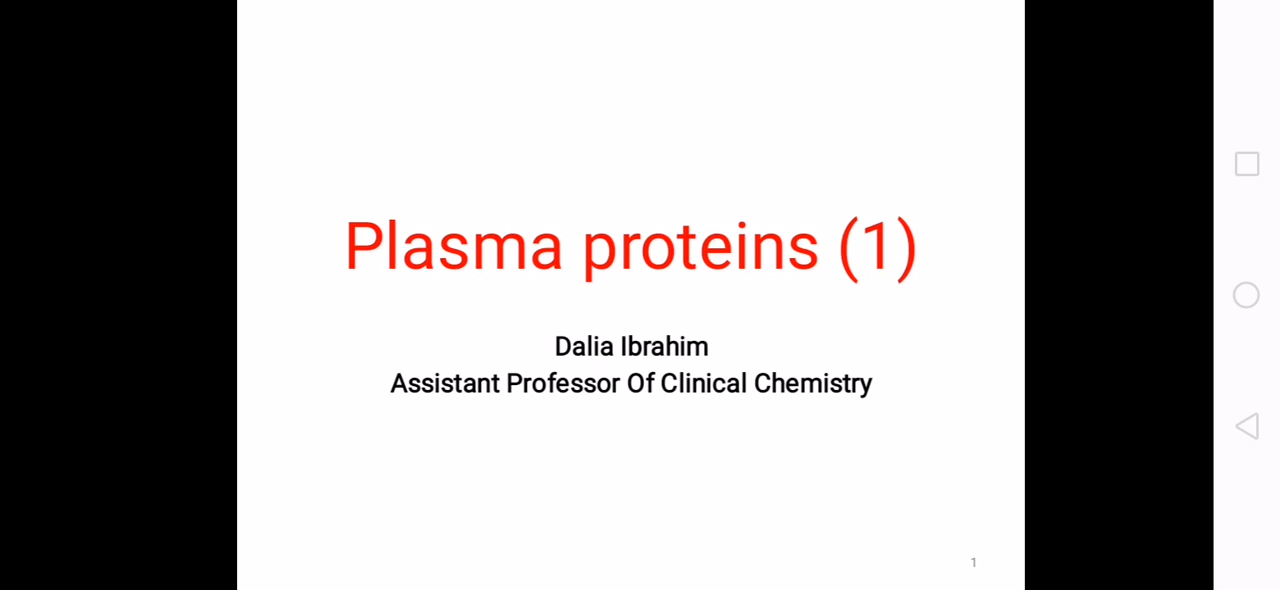 Plasma proteins (1)
Dalia Ibrahim
Assistant Professor Of Clinical Chemistry
1